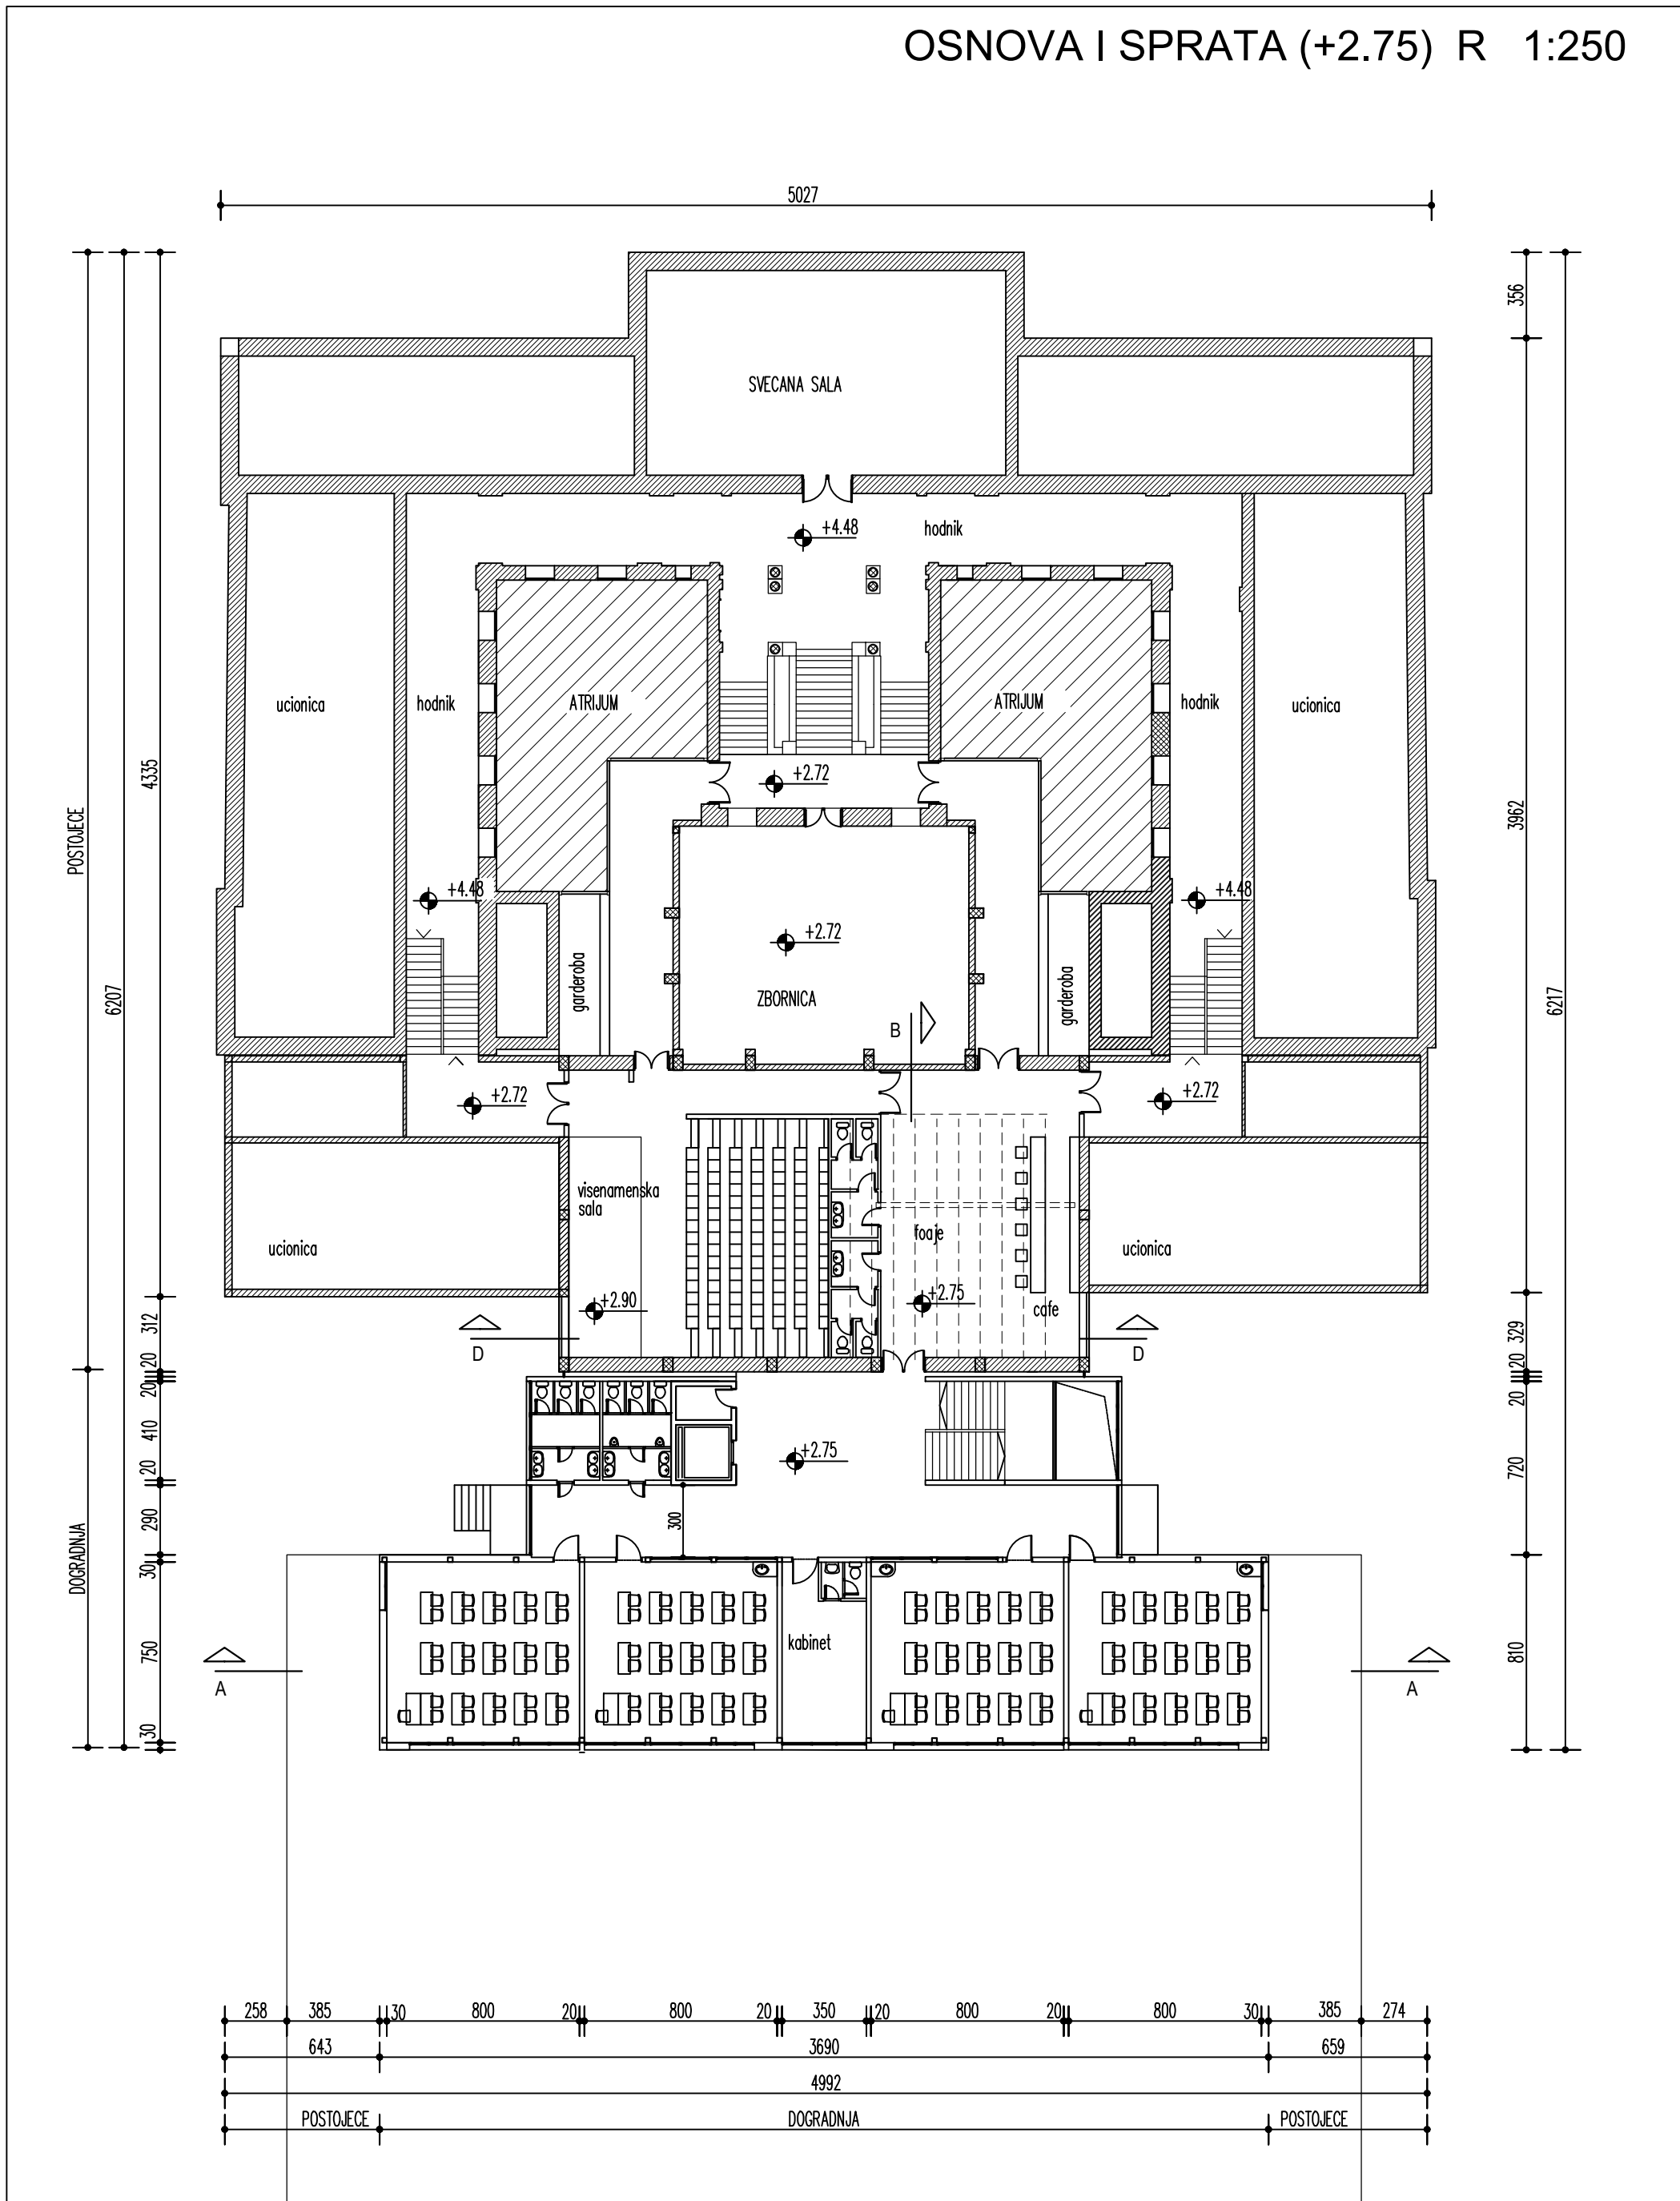 OSNOVA I SPRATA (+2.75) R 1:250
5027
356
SVECANA SALA
+4.48
hodnik
ucionica
hodnik
ATRIJUM
ATRIJUM
hodnik
ucionica
4335
+2.72
POSTOJECE
3962
+4.48
+4.48
+2.72
garderoba
ZBORNICA
garderoba
6207
B
6217
+2.72
+2.72
visenamenska
sala
foaje
ucionica
ucionica
+2.90
+2.75
cafe
312
329
D
D
20
20
20
20
410
+2.75
720
20
290
300
DOGRADNJA
30
kabinet
750
810
A
A
30
258
385
30
800
20
800
20
350
20
800
20
800
30
385
274
643
3690
659
4992
POSTOJECE
DOGRADNJA
POSTOJECE